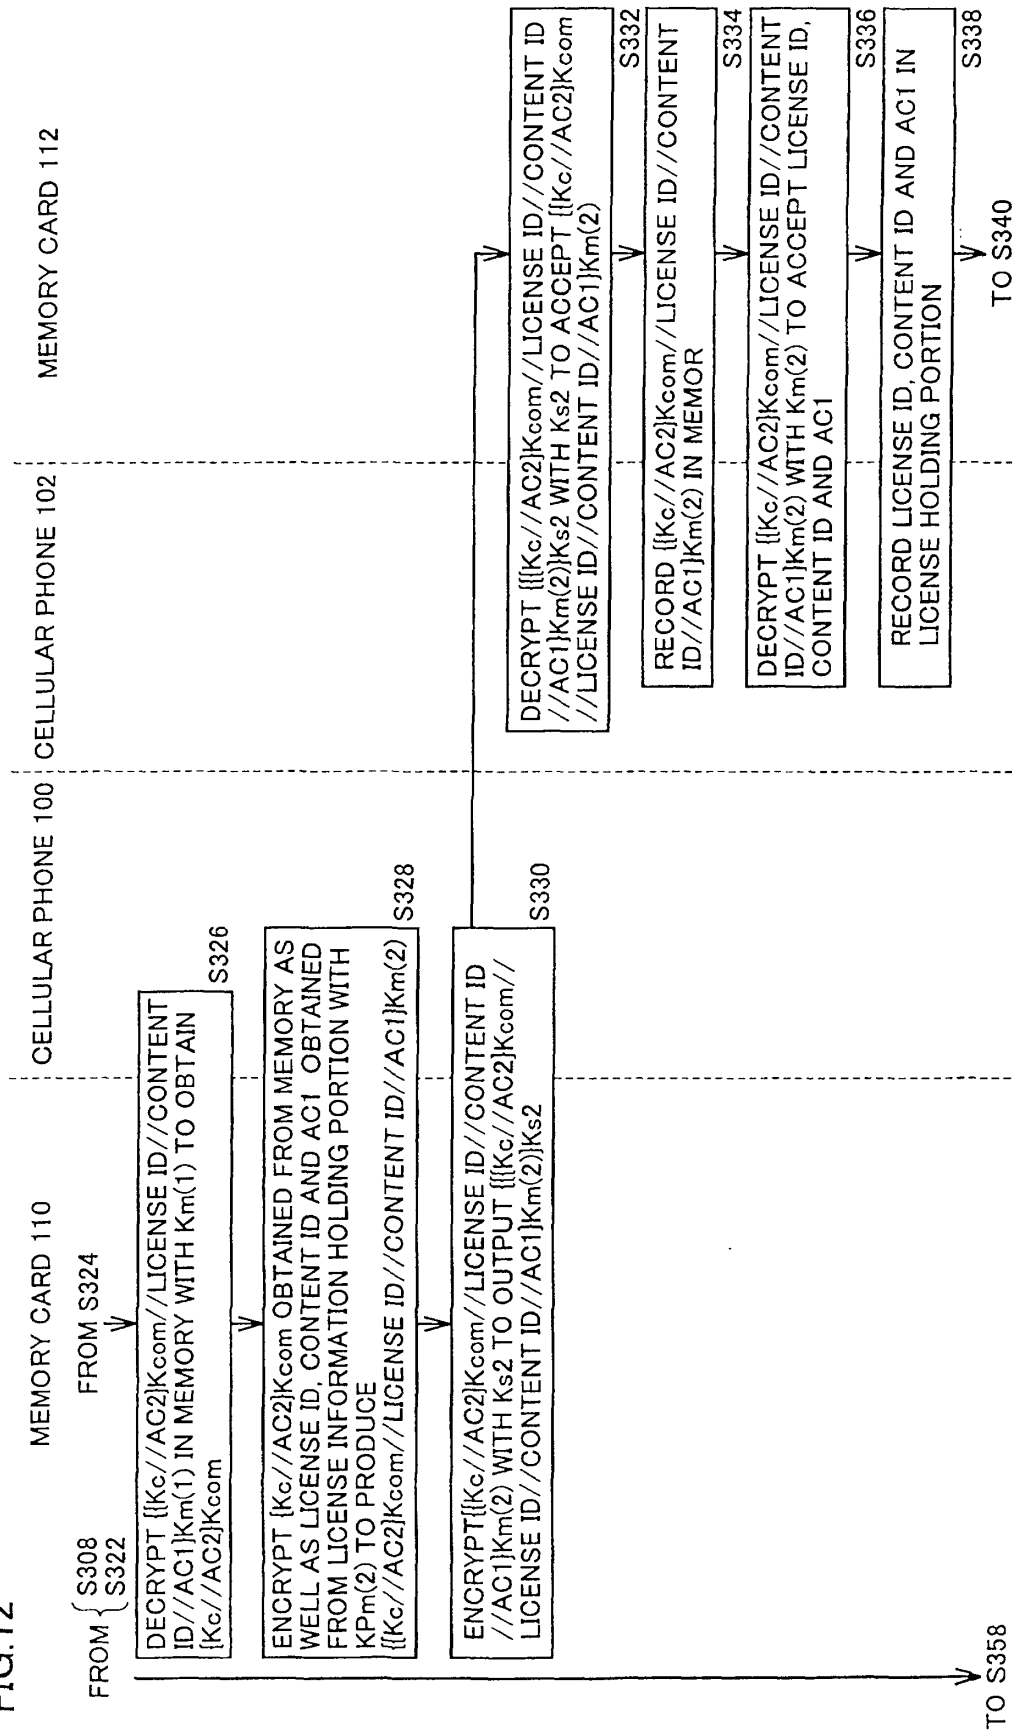 FIG.12
MEMORY CARD 110
CELLULAR PHONE 100
CELLULAR PHONE 102
MEMORY CARD 112
FROM { S308
S322
FROM S324
DECRYPT {{Kc//AC2}Kcom//LICENSE ID//CONTENT
ID//AC1}Km(1) IN MEMORY WITH Km(1) TO OBTAIN
{Kc//AC2}Kcom
S326
ENCRYPT {Kc//AC2}Kcom OBTAINED FROM MEMORY AS
WELL AS LICENSE ID, CONTENT ID AND AC1 OBTAINED
FROM LICENSE INFORMATION HOLDING PORTION WITH
KPm(2) TO PRODUCE
{{Kc//AC2}Kcom//LICENSE ID//CONTENT ID//AC1}Km(2)
S328
ENCRYPT{{Kc//AC2}Kcom//LICENSE ID//CONTENT ID
//AC1}Km(2) WITH Ks2 TO OUTPUT {{{Kc//AC2}Kcom//
LICENSE ID//CONTENT ID//AC1}Km(2)}Ks2
S330
DECRYPT {{{Kc//AC2}Kcom//LICENSE ID//CONTENT ID
//AC1}Km(2)}Ks2 WITH Ks2 TO ACCEPT {{Kc//AC2}Kcom
//LICENSE ID//CONTENT ID//AC1}Km(2)
S332
RECORD {{Kc//AC2}Kcom//LICENSE ID//CONTENT
ID//AC1}Km(2) IN MEMOR
S334
DECRYPT {{Kc//AC2}Kcom//LICENSE ID//CONTENT
ID//AC1}Km(2) WITH Km(2) TO ACCEPT LICENSE ID,
CONTENT ID AND AC1
S336
RECORD LICENSE ID, CONTENT ID AND AC1 IN
LICENSE HOLDING PORTION
S338
TO S340
TO S358